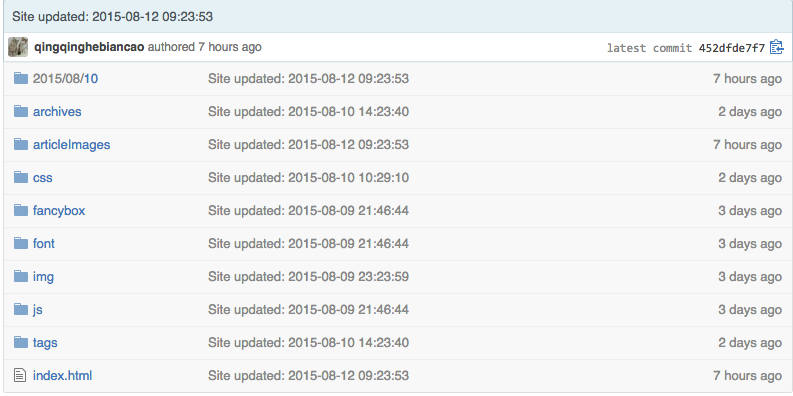 Site updated: 2015-08-12 09:23:53
qingqinghebiancao authored 7 hours ago latest commit 452dfde7f7
2015/08/10 Site updated: 2015-08-12 09:23:53 7 hours ago
archives Site updated: 2015-08-10 14:23:40 2 days ago
articleImages Site updated: 2015-08-12 09:23:53 7 hours ago
css Site updated: 2015-08-10 10:29:10 2 days ago
fancybox Site updated: 2015-08-09 21:46:44 3 days ago
font Site updated: 2015-08-09 21:46:44 3 days ago
img Site updated: 2015-08-09 23:23:59 3 days ago
js Site updated: 2015-08-09 21:46:44 3 days ago
tags Site updated: 2015-08-10 14:23:40 2 days ago
index.html Site updated: 2015-08-12 09:23:53 7 hours ago